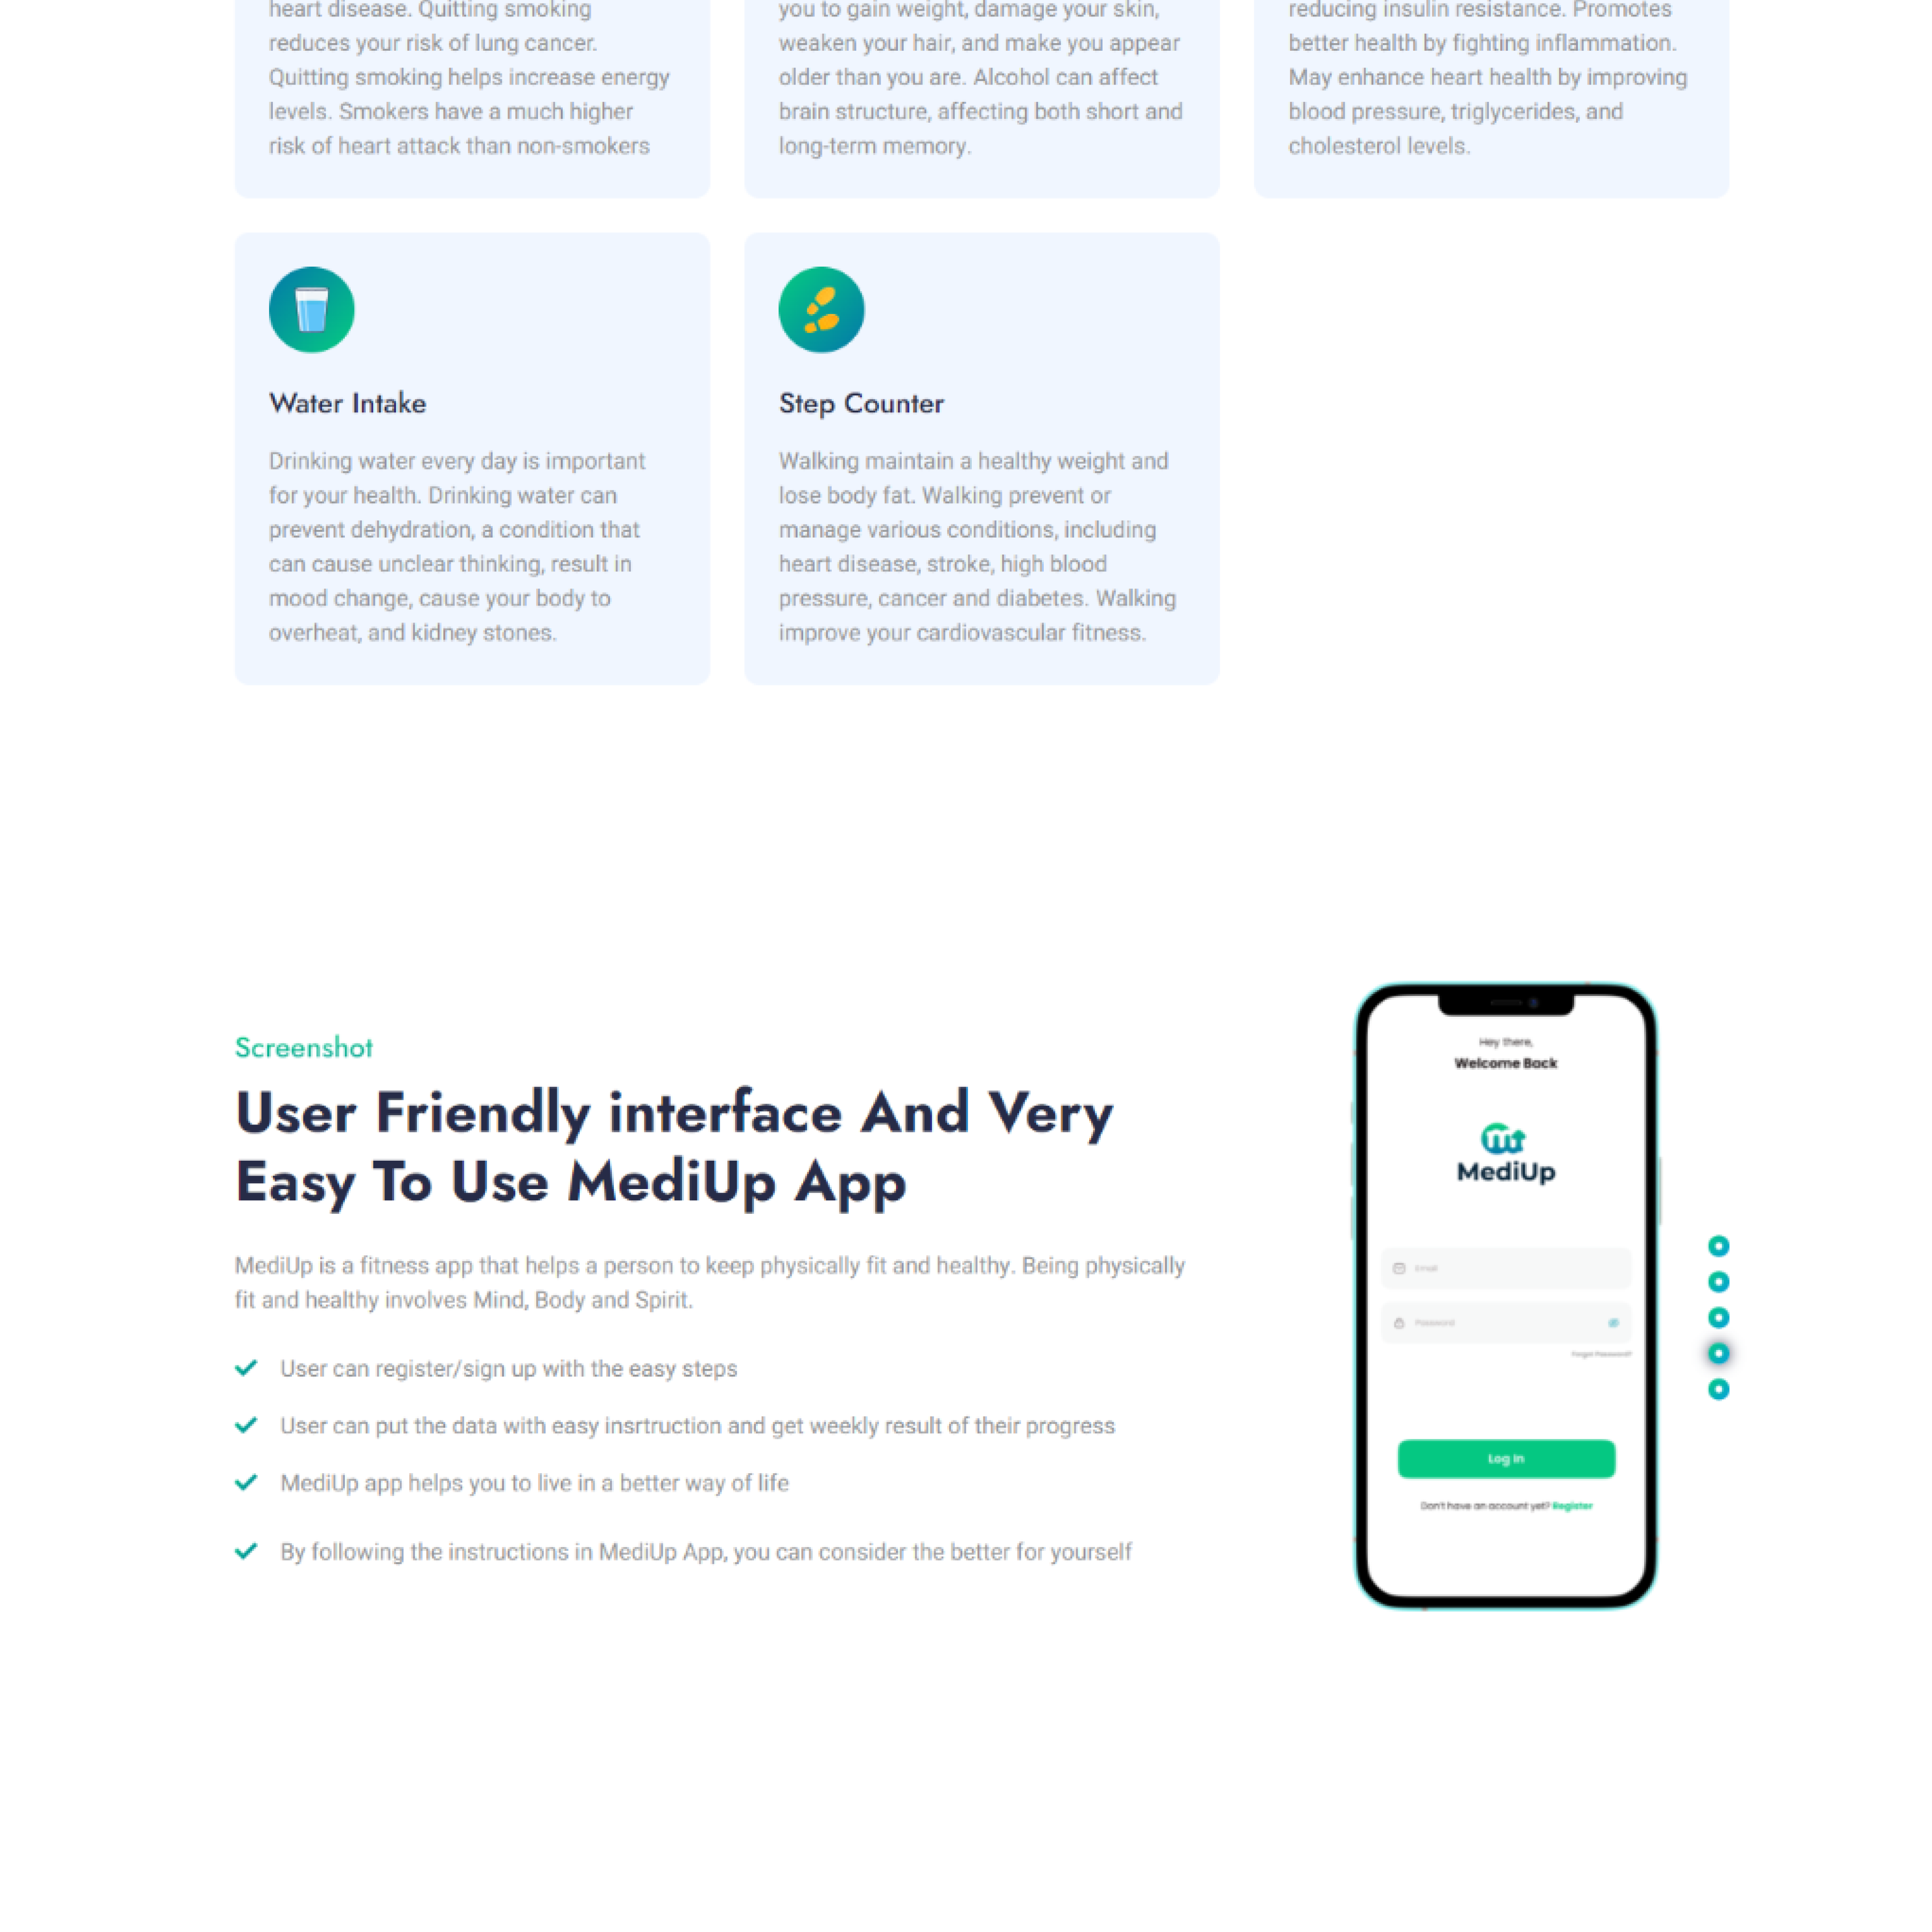 heart disease. Quitting smoking
reduces your risk of lung cancer.
Quitting smoking helps increase energy
levels. Smokers have a much higher
risk of heart attack than non-smokers
you to gain weight, damage your skin,
weaken your hair, and make you appear
older than you are. Alcohol can affect
brain structure, affecting both short and
long-term memory.
reducing insulin resistance. Promotes
better health by fighting inflammation.
May enhance heart health by improving
blood pressure, triglycerides, and
cholesterol levels.
Water Intake
Drinking water every day is important
for your health. Drinking water can
prevent dehydration, a condition that
can cause unclear thinking, result in
mood change, cause your body to
overheat, and kidney stones.
Step Counter
Walking maintain a healthy weight and
lose body fat. Walking prevent or
manage various conditions, including
heart disease, stroke, high blood
pressure, cancer and diabetes. Walking
improve your cardiovascular fitness.
Screenshot
User Friendly interface And Very
Easy To Use MediUp App
MediUp is a fitness app that helps a person to keep physically fit and healthy. Being physically
fit and healthy involves Mind, Body and Spirit.
User can register/sign up with the easy steps
User can put the data with easy insrtruction and get weekly result of their progress
MediUp app helps you to live in a better way of life
By following the instructions in MediUp App, you can consider the better for yourself
Hey there,
Welcome Back
MediUp
Email
Password
Forgot Password?
Log In
Don't have an account yet? Register